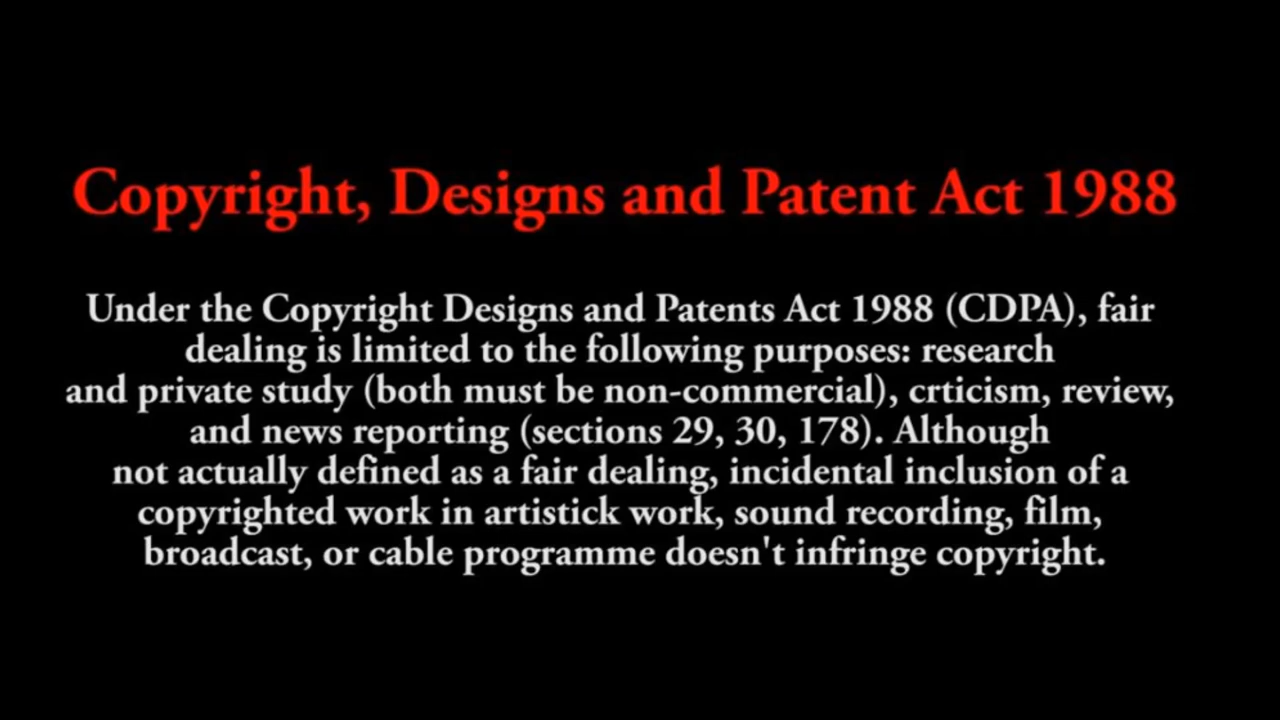 Copyright, Designs and Patent Act 1988
Under the Copyright Designs and Patents Act 1988 (CDPA), fair
dealing is limited to the following purposes: research
and private study (both must be non-commercial), crticism, review,
and news reporting (sections 29, 30, 178). Although
not actually defined as a fair dealing, incidental inclusion of a
copyrighted work in artistick work, sound recording, film,
broadcast, or cable programme doesn't infringe copyright.